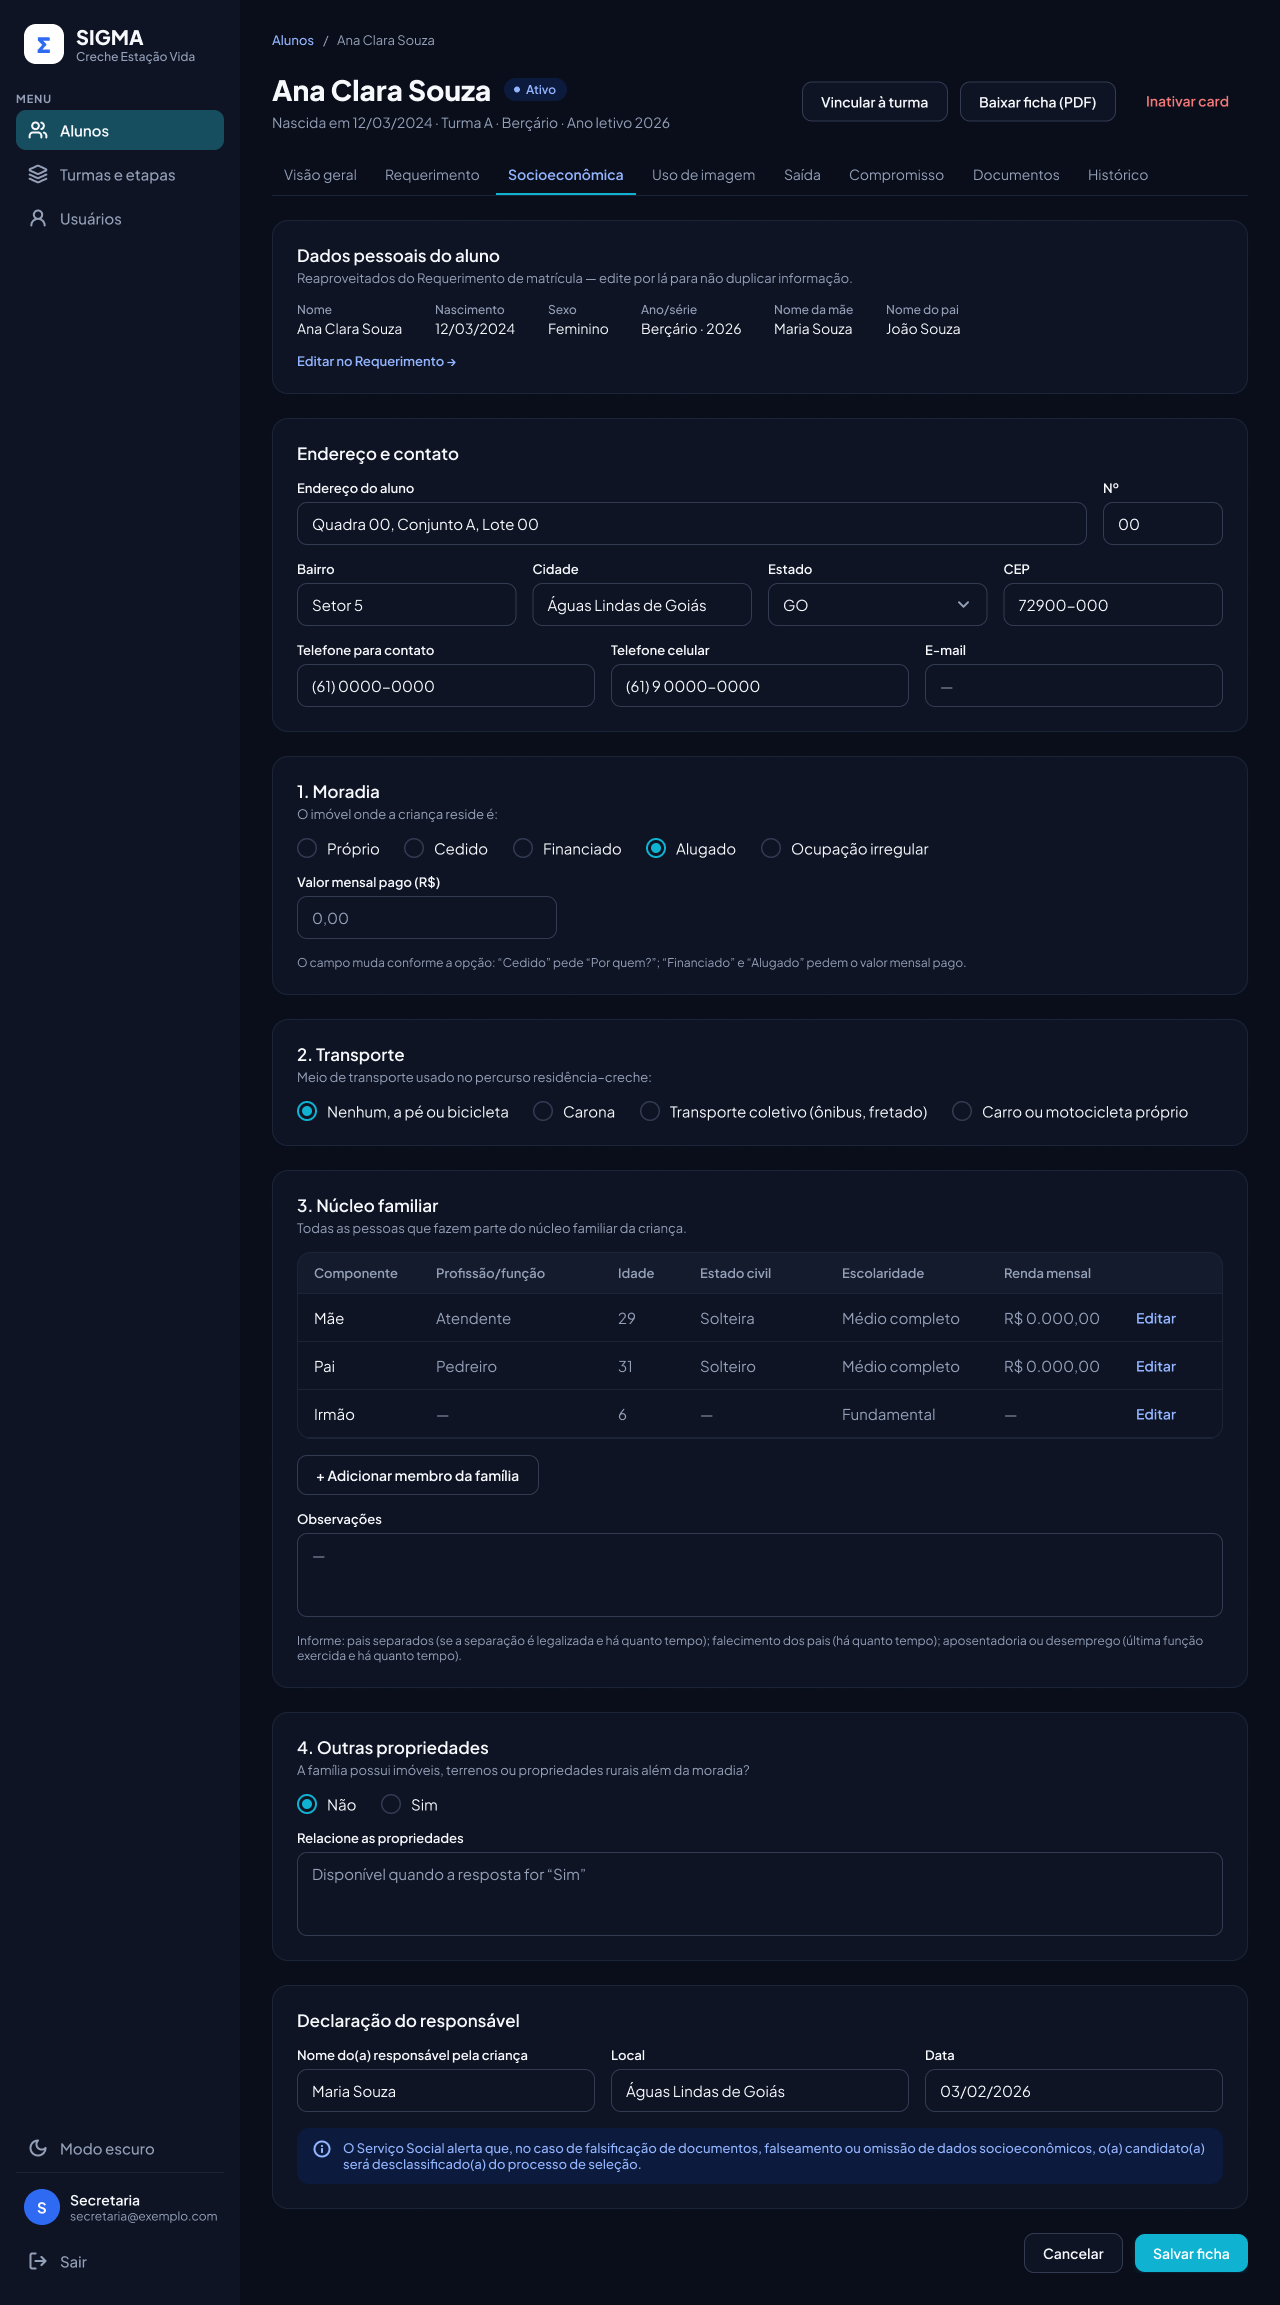 Σ
SIGMA
Creche Estação Vida
MENU
Alunos
Turmas e etapas
Usuários
Modo escuro
S
Secretaria
secretaria@exemplo.com
Sair
Alunos / Ana Clara Souza
Ana Clara Souza
Ativo
Nascida em 12/03/2024 · Turma A · Berçário · Ano letivo 2026
Vincular à turma
Baixar ficha (PDF)
Inativar card
Visão geral Requerimento Socioeconômica Uso de imagem Saída Compromisso Documentos Histórico
Dados pessoais do aluno
Reaproveitados do Requerimento de matrícula — edite por lá para não duplicar informação.
Nome Nascimento Sexo Ano/série Nome da mãe Nome do pai
Ana Clara Souza 12/03/2024 Feminino Berçário · 2026 Maria Souza João Souza
Editar no Requerimento →
Endereço e contato
Endereço do aluno Nº
Quadra 00, Conjunto A, Lote 00 00
Bairro Cidade Estado CEP
Setor 5 Águas Lindas de Goiás GO 72900-000
Telefone para contato Telefone celular E-mail
(61) 0000-0000 (61) 9 0000-0000 —
1. Moradia
O imóvel onde a criança reside é:
Próprio Cedido Financiado Alugado Ocupação irregular
Valor mensal pago (R$)
0,00
O campo muda conforme a opção: “Cedido” pede “Por quem?”; “Financiado” e “Alugado” pedem o valor mensal pago.
2. Transporte
Meio de transporte usado no percurso residência–creche:
Nenhum, a pé ou bicicleta Carona Transporte coletivo (ônibus, fretado) Carro ou motocicleta próprio
3. Núcleo familiar
Todas as pessoas que fazem parte do núcleo familiar da criança.
Componente Profissão/função Idade Estado civil Escolaridade Renda mensal
Mãe Atendente 29 Solteira Médio completo R$ 0.000,00 Editar
Pai Pedreiro 31 Solteiro Médio completo R$ 0.000,00 Editar
Irmão — 6 — Fundamental — Editar
+ Adicionar membro da família
Observações
—
Informe: pais separados (se a separação é legalizada e há quanto tempo); falecimento dos pais (há quanto tempo); aposentadoria ou desemprego (última função
exercida e há quanto tempo).
4. Outras propriedades
A família possui imóveis, terrenos ou propriedades rurais além da moradia?
Não Sim
Relacione as propriedades
Disponível quando a resposta for “Sim”
Declaração do responsável
Nome do(a) responsável pela criança Local Data
Maria Souza Águas Lindas de Goiás 03/02/2026
O Serviço Social alerta que, no caso de falsificação de documentos, falseamento ou omissão de dados socioeconômicos, o(a) candidato(a)
será desclassificado(a) do processo de seleção.
Cancelar
Salvar ficha